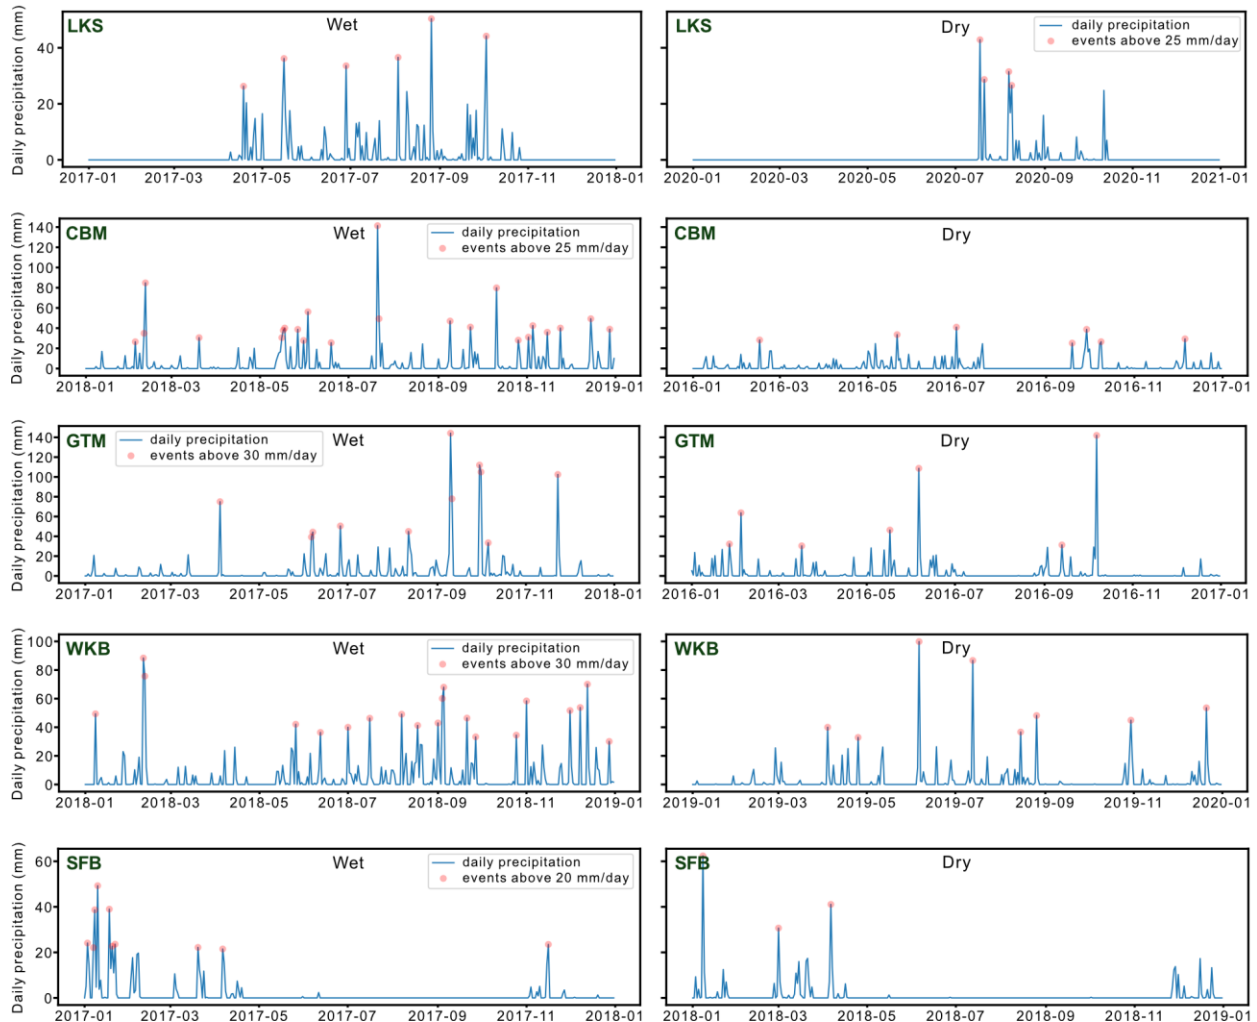 LKS
Wet
Daily precipitation (mm)
40
20
0
2017-01 2017-03 2017-05 2017-07 2017-09 2017-11 2018-01
LKS
Dry
daily precipitation
events above 25 mm/day
2020-01 2020-03 2020-05 2020-07 2020-09 2020-11 2021-01
CBM
Wet
daily precipitation
events above 25 mm/day
Daily precipitation (mm)
140
120
100
80
60
40
20
0
2018-01 2018-03 2018-05 2018-07 2018-09 2018-11 2019-01
CBM
Dry
2016-01 2016-03 2016-05 2016-07 2016-09 2016-11 2017-01
GTM
daily precipitation
events above 30 mm/day
Wet
Daily precipitation (mm)
140
120
100
80
60
40
20
0
2017-01 2017-03 2017-05 2017-07 2017-09 2017-11 2018-01
GTM
Dry
2016-01 2016-03 2016-05 2016-07 2016-09 2016-11 2017-01
WKB
Wet
daily precipitation
events above 30 mm/day
Daily precipitation (mm)
100
80
60
40
20
0
2018-01 2018-03 2018-05 2018-07 2018-09 2018-11 2019-01
WKB
Dry
2019-01 2019-03 2019-05 2019-07 2019-09 2019-11 2020-01
SFB
Wet
daily precipitation
events above 20 mm/day
Daily precipitation (mm)
60
40
20
0
2017-01 2017-03 2017-05 2017-07 2017-09 2017-11 2018-01
SFB
Dry
2018-01 2018-03 2018-05 2018-07 2018-09 2018-11 2019-01